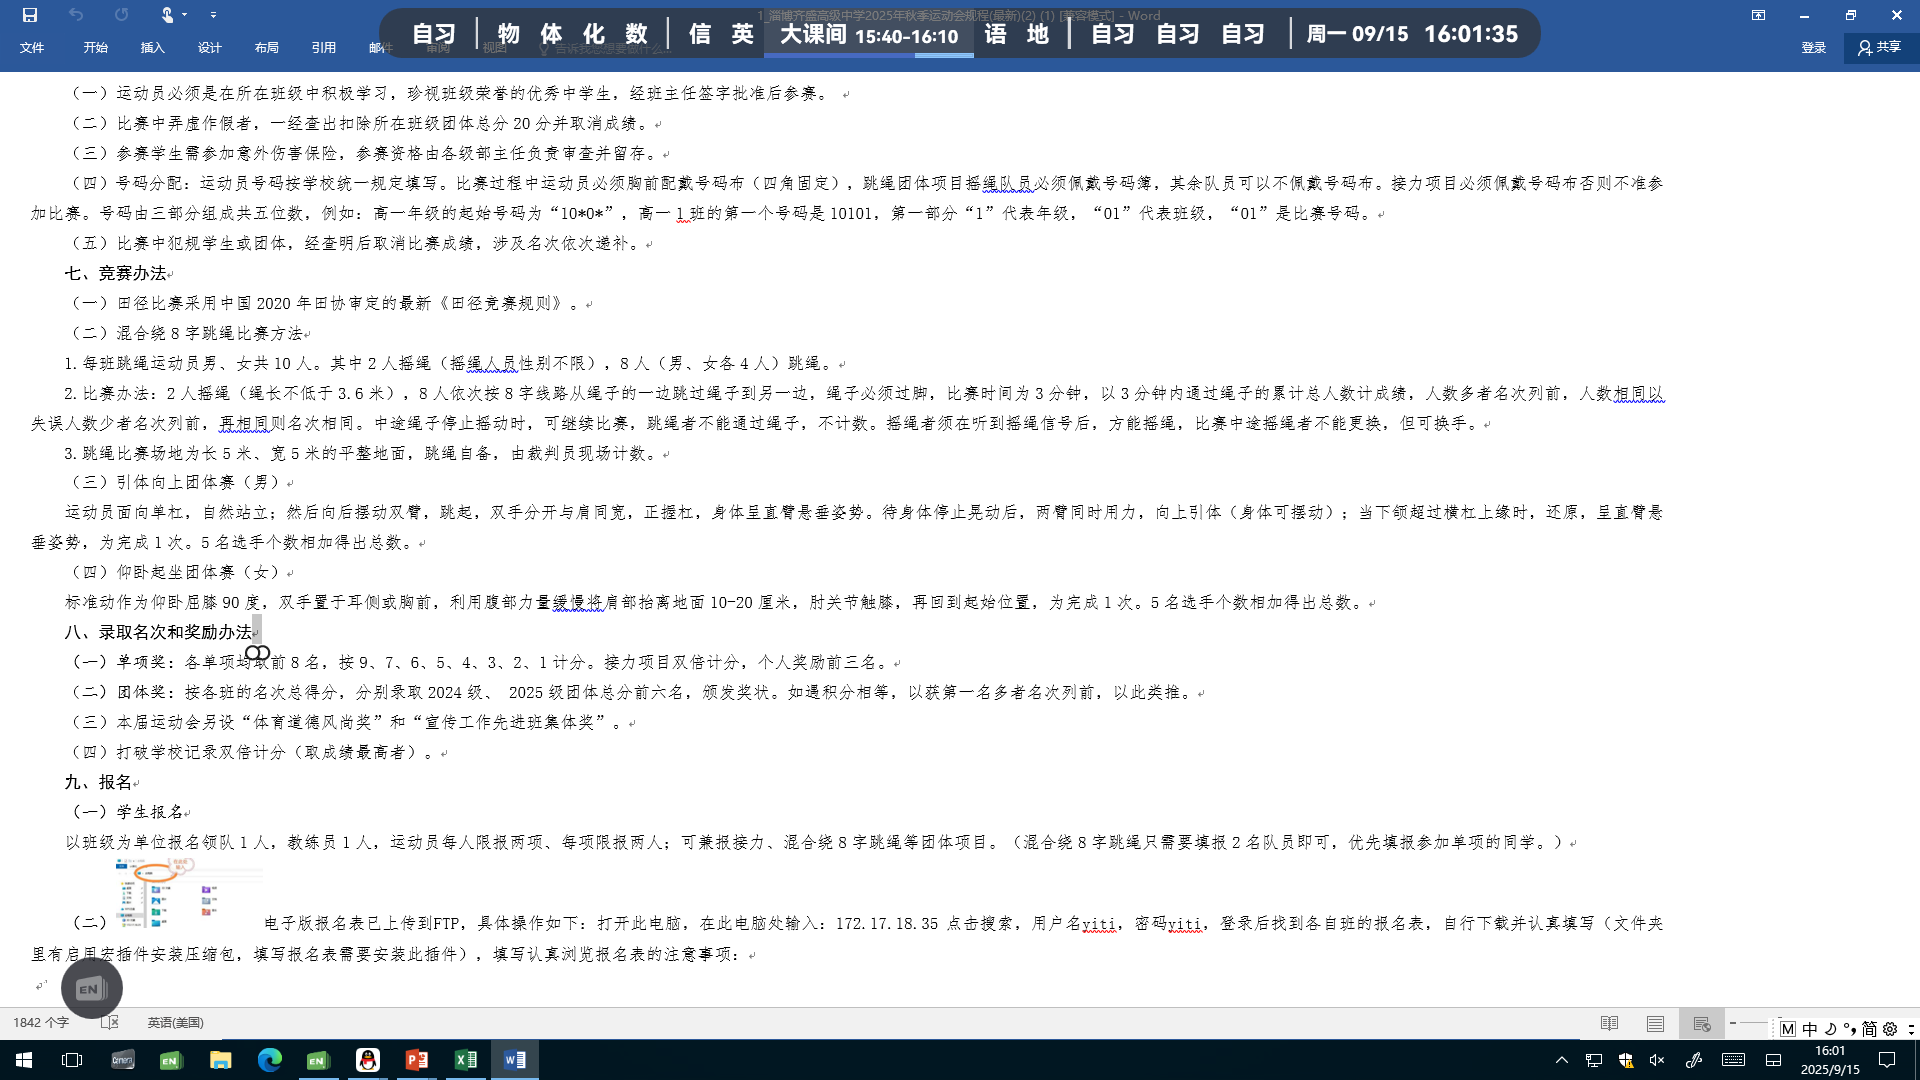 1_淄博齐盛高级中学2025年秋季运动会规程(最新)(2) (1) [兼容模式] - Word
自习 物 体 化 数 信 英 大课间 15:40-16:10 语 地 自习 自习 自习 周一 09/15 16:01:35
文件 开始 插入 设计 布局 引用 邮件 审阅 视图 告诉我您想要做什么... 登录 共享
（一）运动员必须是在所在班级中积极学习，珍视班级荣誉的优秀中学生，经班主任签字批准后参赛。
（二）比赛中弄虚作假者，一经查出扣除所在班级团体总分 20 分并取消成绩。
（三）参赛学生需参加意外伤害保险，参赛资格由各级部主任负责审查并留存。
（四）号码分配：运动员号码按学校统一规定填写。比赛过程中运动员必须胸前配戴号码布（四角固定），跳绳团体项目摇绳队员必须佩戴号码簿，其余队员可以不佩戴号码布。接力项目必须佩戴号码布否则不准参
加比赛。号码由三部分组成共五位数，例如：高一年级的起始号码为“10*0*”，高一 1 班的第一个号码是 10101，第一部分“1”代表年级，“01”代表班级，“01”是比赛号码。
（五）比赛中犯规学生或团体，经查明后取消比赛成绩，涉及名次依次递补。
七、竞赛办法
（一）田径比赛采用中国 2020 年田协审定的最新《田径竞赛规则》。
（二）混合绕 8 字跳绳比赛方法
1. 每班跳绳运动员男、女共 10 人。其中 2 人摇绳（摇绳人员性别不限），8 人（男、女各 4 人）跳绳。
2. 比赛办法：2 人摇绳（绳长不低于 3.6 米），8 人依次按 8 字线路从绳子的一边跳过绳子到另一边，绳子必须过脚，比赛时间为 3 分钟，以 3 分钟内通过绳子的累计总人数计成绩，人数多者名次列前，人数相同以
失误人数少者名次列前，再相同则名次相同。中途绳子停止摇动时，可继续比赛，跳绳者不能通过绳子，不计数。摇绳者须在听到摇绳信号后，方能摇绳，比赛中途摇绳者不能更换，但可换手。
3. 跳绳比赛场地为长 5 米、宽 5 米的平整地面，跳绳自备，由裁判员现场计数。
（三）引体向上团体赛（男）
运动员面向单杠，自然站立；然后向后摆动双臂，跳起，双手分开与肩同宽，正握杠，身体呈直臂悬垂姿势。待身体停止晃动后，两臂同时用力，向上引体（身体可摆动）；当下颌超过横杠上缘时，还原，呈直臂悬
垂姿势，为完成 1 次。5 名选手个数相加得出总数。
（四）仰卧起坐团体赛（女）
标准动作为仰卧屈膝 90 度，双手置于耳侧或胸前，利用腹部力量缓慢将肩部抬离地面 10-20 厘米，肘关节触膝，再回到起始位置，为完成 1 次。5 名选手个数相加得出总数。
八、录取名次和奖励办法
（一）单项奖：各单项均取前 8 名，按 9、7、6、5、4、3、2、1 计分。接力项目双倍计分，个人奖励前三名。
（二）团体奖：按各班的名次总得分，分别录取 2024 级、 2025 级团体总分前六名，颁发奖状。如遇积分相等，以获第一名多者名次列前，以此类推。
（三）本届运动会另设“体育道德风尚奖”和“宣传工作先进班集体奖”。
（四）打破学校记录双倍计分（取成绩最高者）。
九、报名
（一）学生报名
以班级为单位报名领队 1 人，教练员 1 人，运动员每人限报两项、每项限报两人；可兼报接力、混合绕 8 字跳绳等团体项目。（混合绕 8 字跳绳只需要填报 2 名队员即可，优先填报参加单项的同学。）
（二） 电子版报名表已上传到FTP，具体操作如下：打开此电脑，在此电脑处输入：172.17.18.35 点击搜索，用户名yiti，密码yiti，登录后找到各自班的报名表，自行下载并认真填写（文件夹
里有启用宏插件安装压缩包，填写报名表需要安装此插件），填写认真浏览报名表的注意事项：
EN
1842 个字 英语(美国)
M 中 简
16:01
2025/9/15